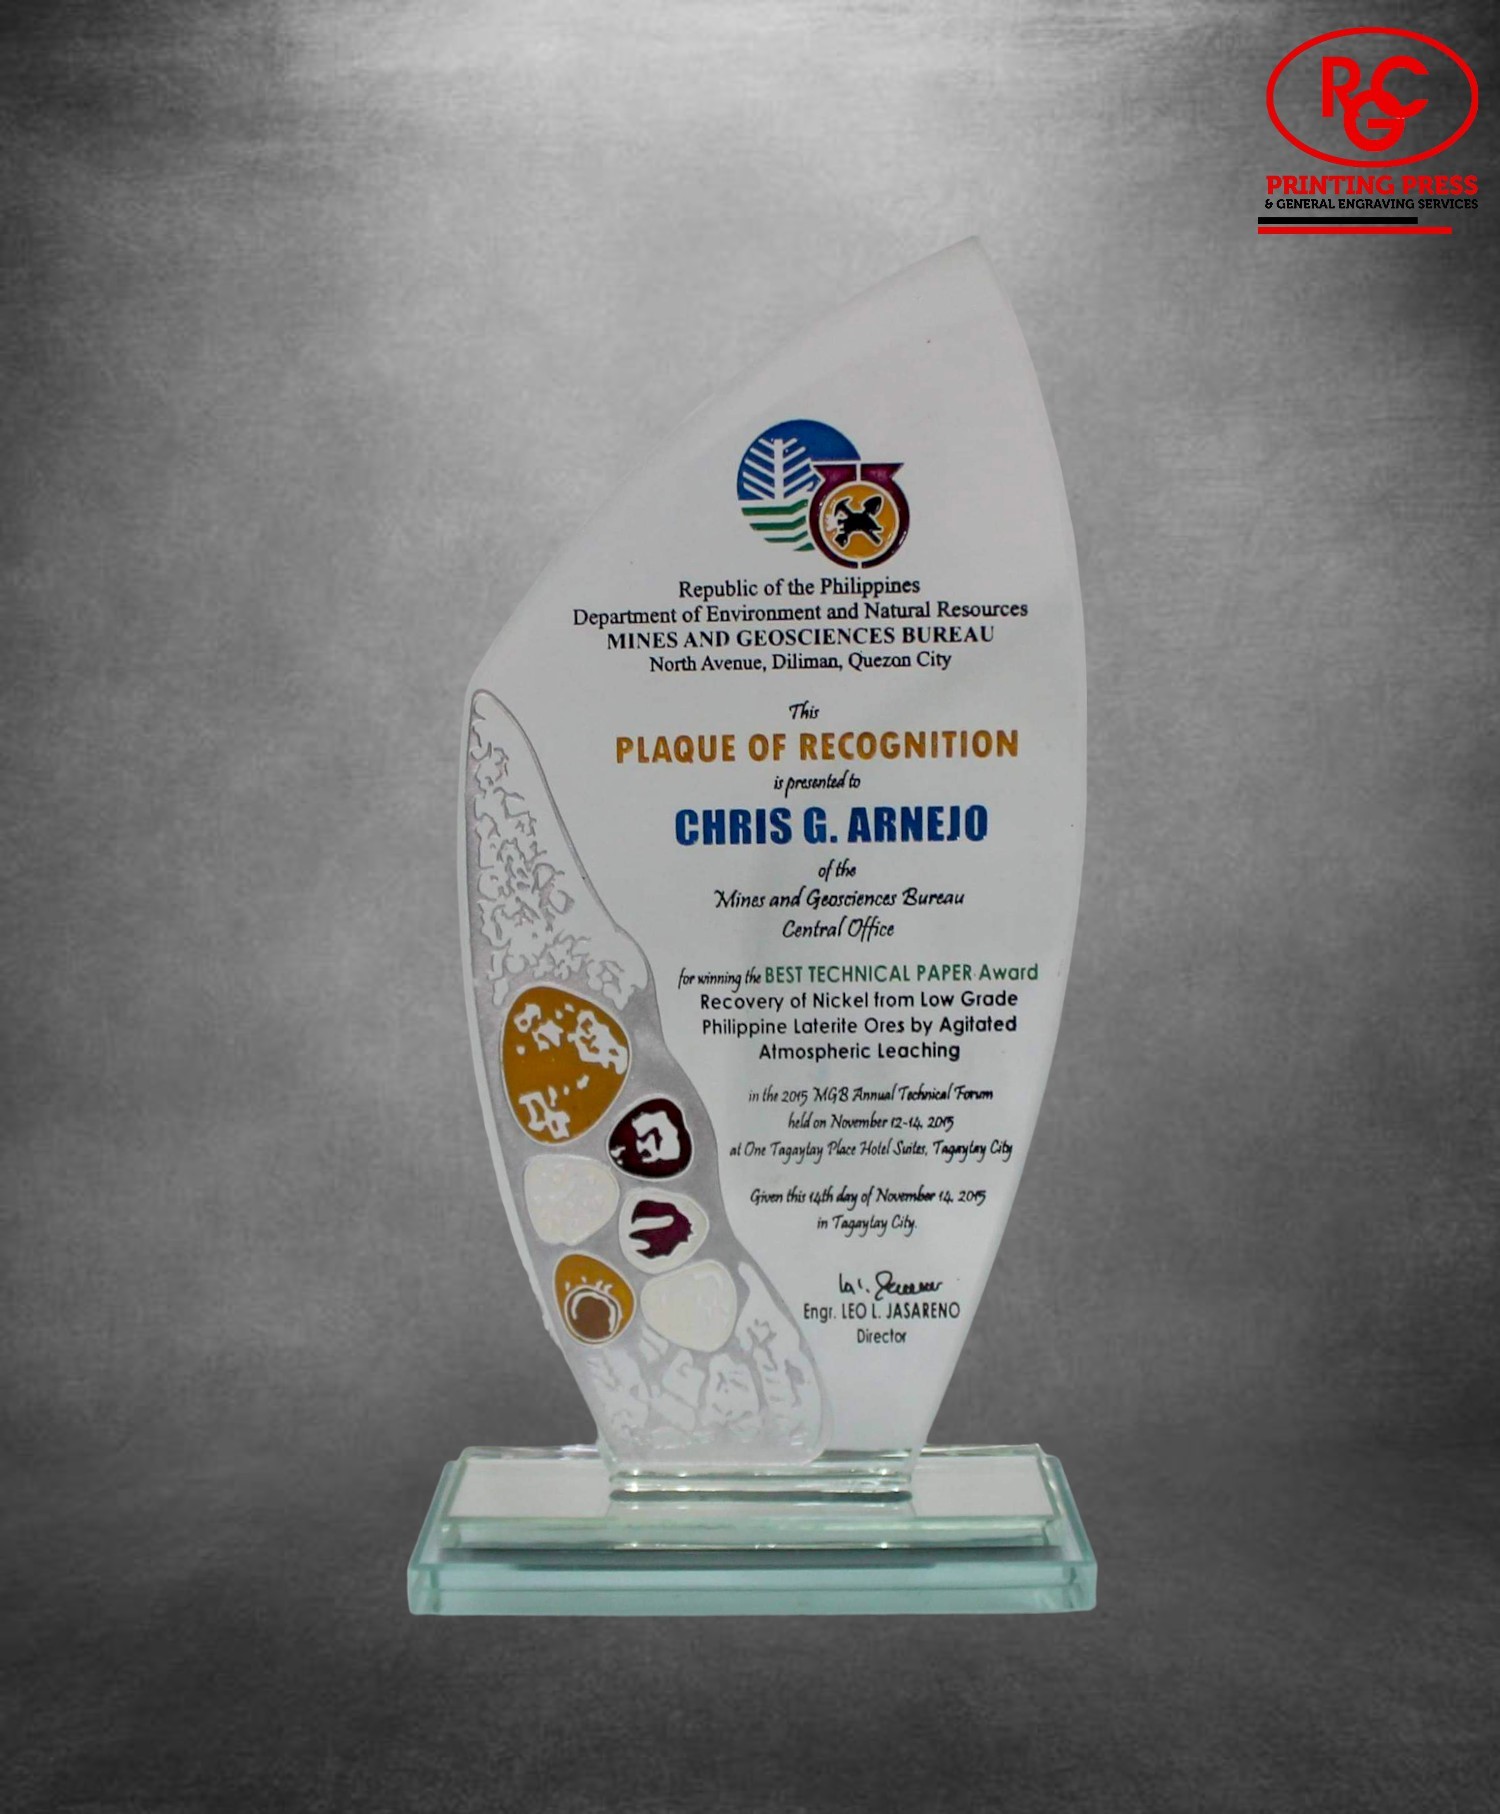 RGC
PRINTING PRESS
& GENERAL ENGRAVING SERVICES
Republic of the Philippines
Department of Environment and Natural Resources
MINES AND GEOSCIENCES BUREAU
North Avenue, Diliman, Quezon City
This
PLAQUE OF RECOGNITION
is presented to
CHRIS G. ARNEJO
of the
Mines and Geosciences Bureau
Central Office
for winning the BEST TECHNICAL PAPER Award
Recovery of Nickel from Low Grade
Philippine Laterite Ores by Agitated
Atmospheric Leaching
in the 2015 MGB Annual Technical Forum
held on November 12-14, 2015
at One Tagaytay Place Hotel Suites, Tagaytay City
Given this 14th day of November 14, 2015
in Tagaytay City.
Engr. LEO L. JASARENO
Director